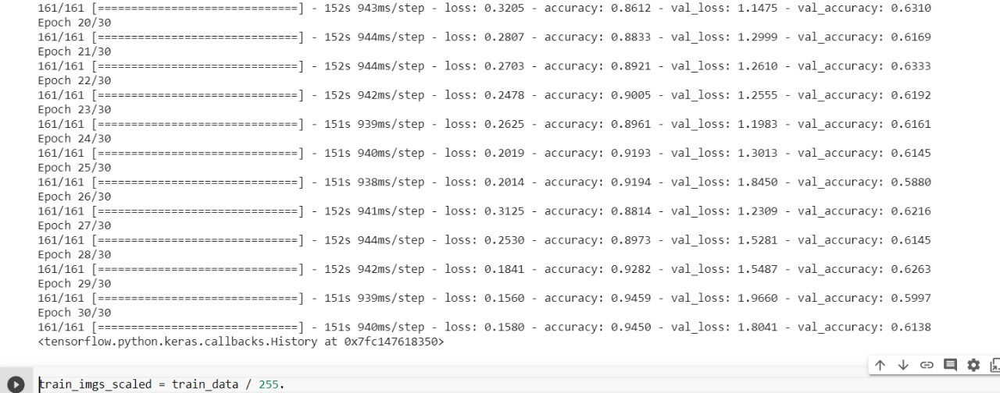 161/161 [==============================] - 152s 943ms/step - loss: 0.3205 - accuracy: 0.8612 - val_loss: 1.1475 - val_accuracy: 0.6310
Epoch 20/30
161/161 [==============================] - 152s 944ms/step - loss: 0.2807 - accuracy: 0.8833 - val_loss: 1.2999 - val_accuracy: 0.6169
Epoch 21/30
161/161 [==============================] - 152s 944ms/step - loss: 0.2703 - accuracy: 0.8921 - val_loss: 1.2610 - val_accuracy: 0.6333
Epoch 22/30
161/161 [==============================] - 152s 942ms/step - loss: 0.2478 - accuracy: 0.9005 - val_loss: 1.2555 - val_accuracy: 0.6192
Epoch 23/30
161/161 [==============================] - 151s 939ms/step - loss: 0.2625 - accuracy: 0.8961 - val_loss: 1.1983 - val_accuracy: 0.6161
Epoch 24/30
161/161 [==============================] - 151s 940ms/step - loss: 0.2019 - accuracy: 0.9193 - val_loss: 1.3013 - val_accuracy: 0.6145
Epoch 25/30
161/161 [==============================] - 151s 938ms/step - loss: 0.2014 - accuracy: 0.9194 - val_loss: 1.8450 - val_accuracy: 0.5880
Epoch 26/30
161/161 [==============================] - 152s 941ms/step - loss: 0.3125 - accuracy: 0.8814 - val_loss: 1.2309 - val_accuracy: 0.6216
Epoch 27/30
161/161 [==============================] - 152s 944ms/step - loss: 0.2530 - accuracy: 0.8973 - val_loss: 1.5281 - val_accuracy: 0.6145
Epoch 28/30
161/161 [==============================] - 152s 942ms/step - loss: 0.1841 - accuracy: 0.9282 - val_loss: 1.5487 - val_accuracy: 0.6263
Epoch 29/30
161/161 [==============================] - 151s 939ms/step - loss: 0.1560 - accuracy: 0.9459 - val_loss: 1.9660 - val_accuracy: 0.5997
Epoch 30/30
161/161 [==============================] - 151s 940ms/step - loss: 0.1580 - accuracy: 0.9450 - val_loss: 1.8041 - val_accuracy: 0.6138
<tensorflow.python.keras.callbacks.History at 0x7fc147618350>
train_imgs_scaled = train_data / 255.